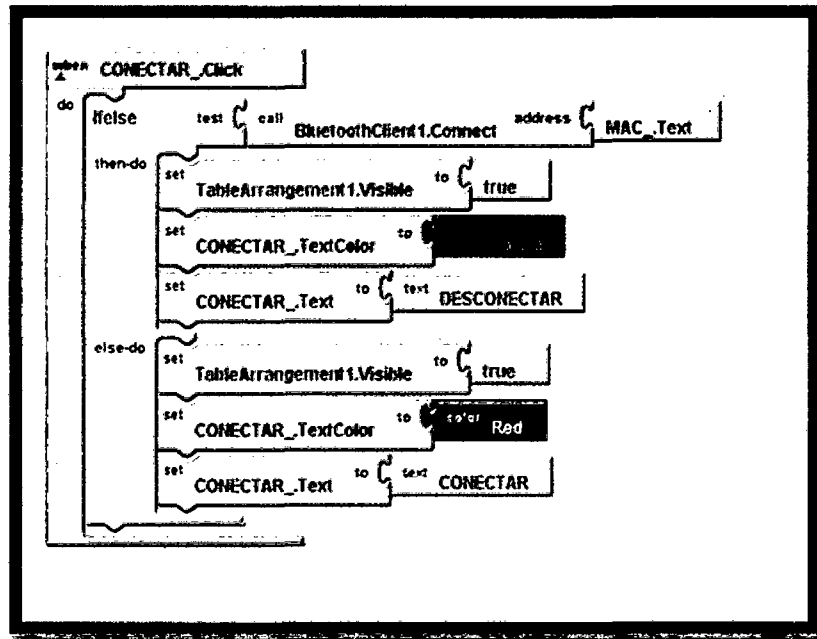 when CONECTAR_.Click
do ifelse test call BluetoothClient1.Connect address MAC_.Text
then-do set TableArrangement1.Visible to true
set CONECTAR_.TextColor to
set CONECTAR_.Text to text DESCONECTAR
else-do set TableArrangement1.Visible to true
set CONECTAR_.TextColor to color Red
set CONECTAR_.Text to text CONECTAR